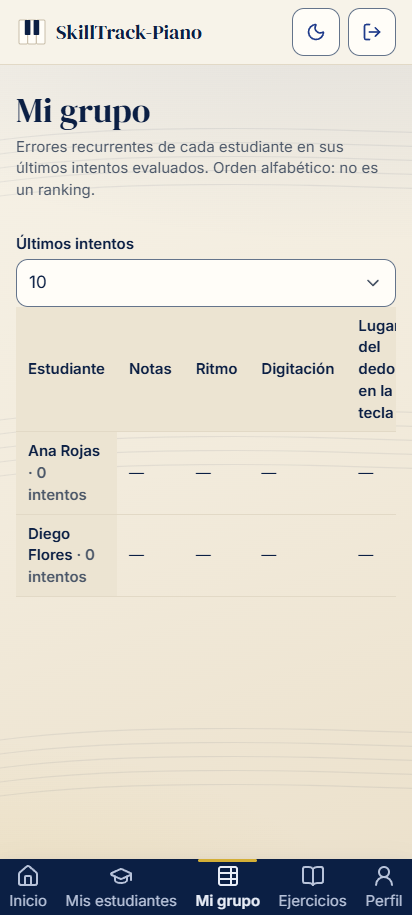 SkillTrack-Piano
Mi grupo
Errores recurrentes de cada estudiante en sus
últimos intentos evaluados. Orden alfabético: no es
un ranking.
Últimos intentos
10
Estudiante Notas Ritmo Digitación Lugar del dedo en la tecla
Ana Rojas · 0 intentos — — — —
Diego Flores · 0 intentos — — — —
Inicio Mis estudiantes Mi grupo Ejercicios Perfil